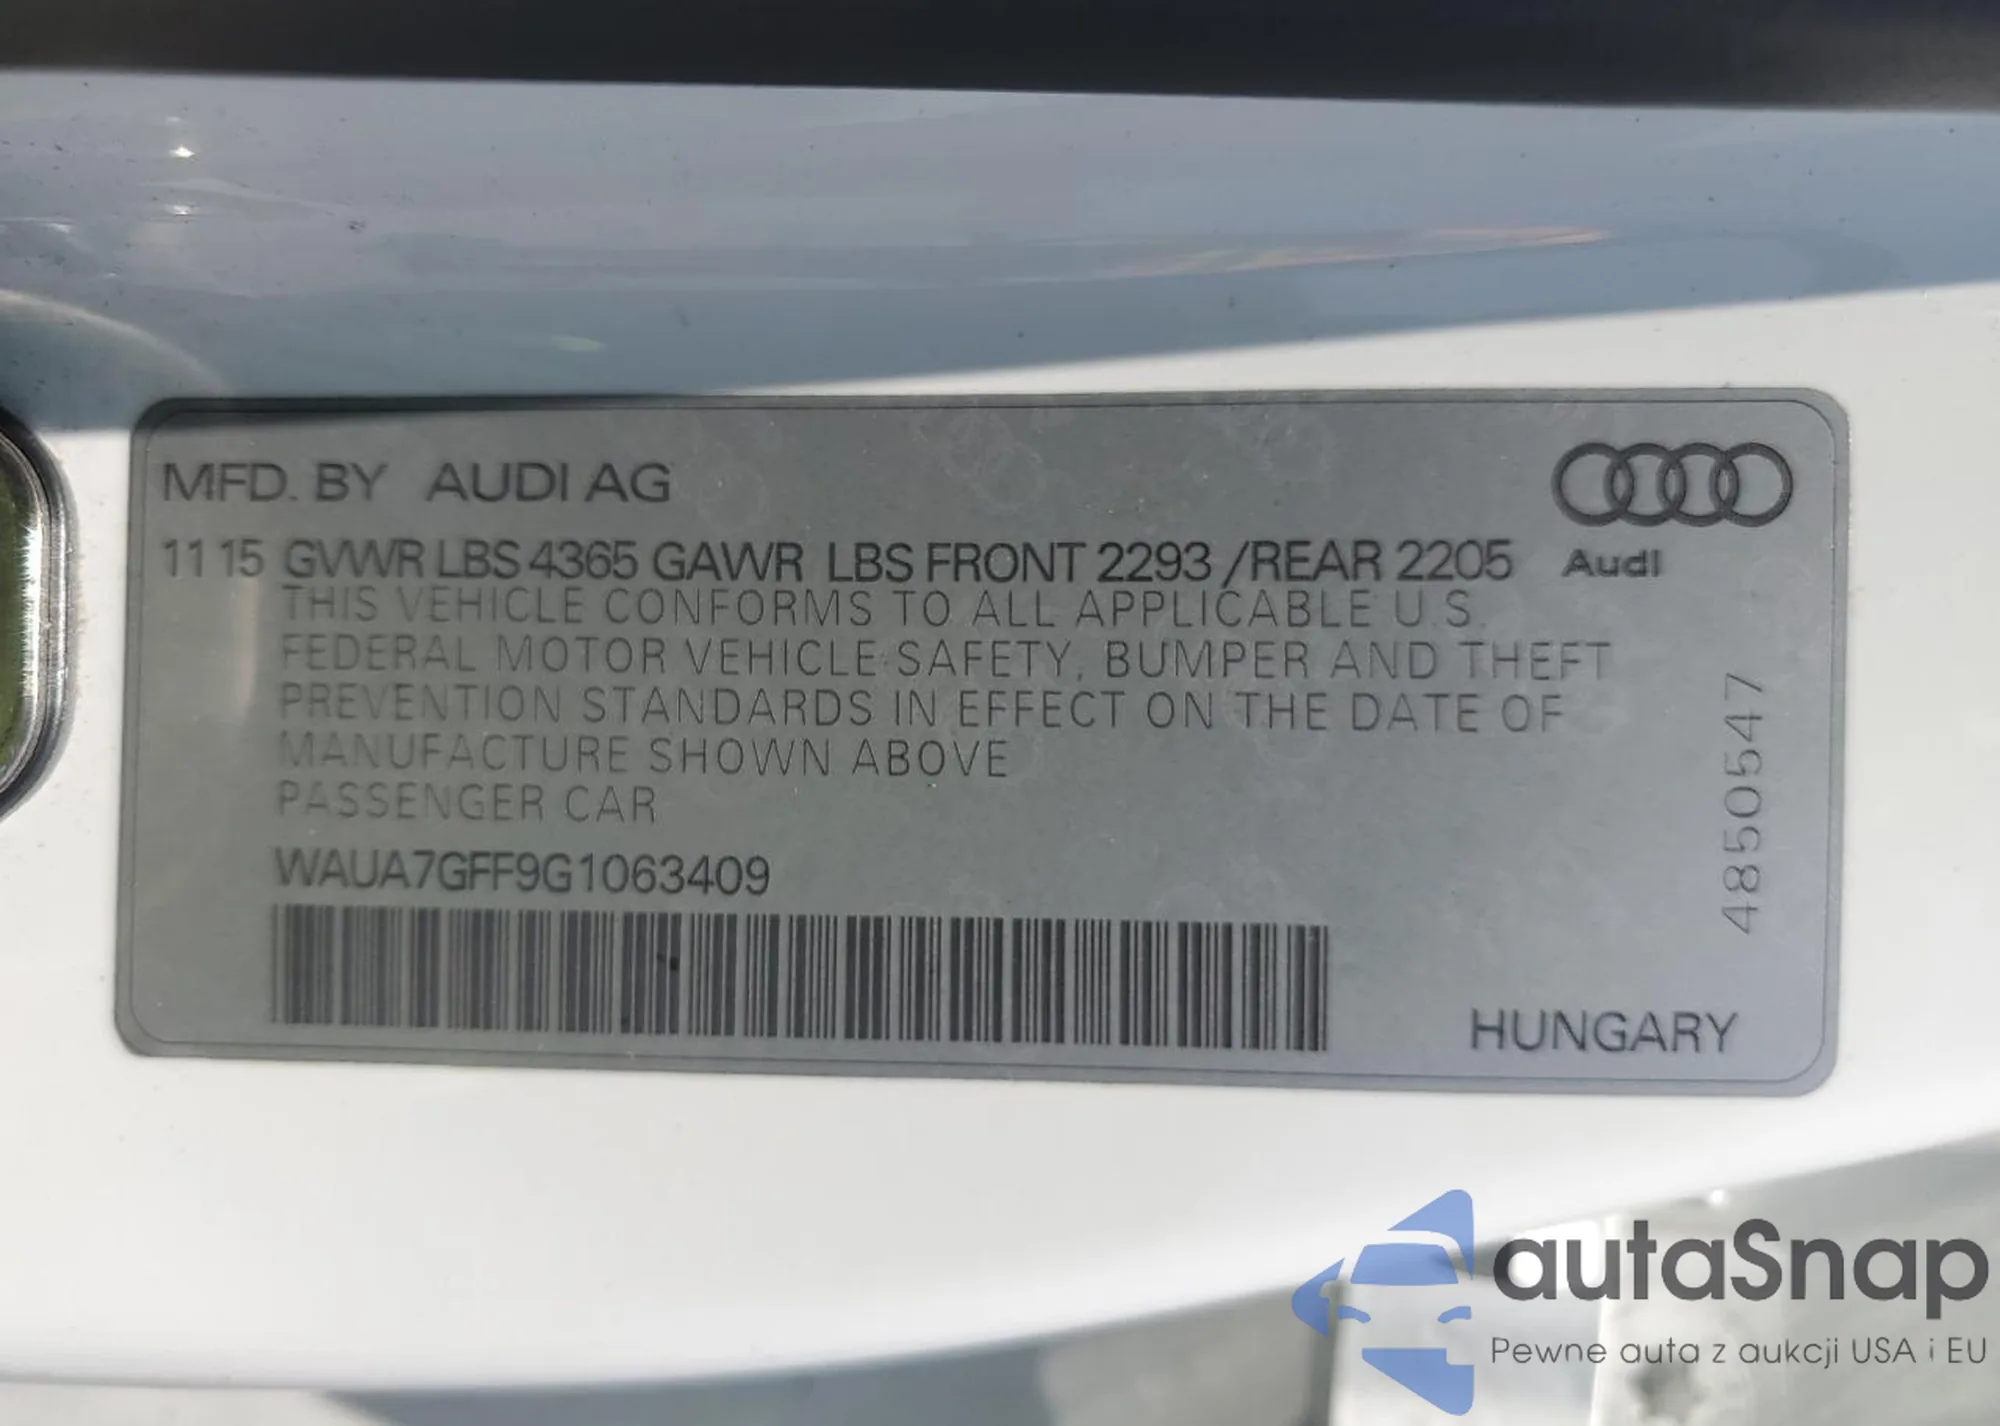 MFD. BY AUDI AG
11 15 GVWR LBS 4365 GAWR LBS FRONT 2293 /REAR 2205
Audi
THIS VEHICLE CONFORMS TO ALL APPLICABLE U.S.
FEDERAL MOTOR VEHICLE SAFETY, BUMPER AND THEFT
PREVENTION STANDARDS IN EFFECT ON THE DATE OF
MANUFACTURE SHOWN ABOVE
PASSENGER CAR
WAUA7GFF9G1063409
4850547
HUNGARY
autaSnap
Pewne auta z aukcji USA i EU